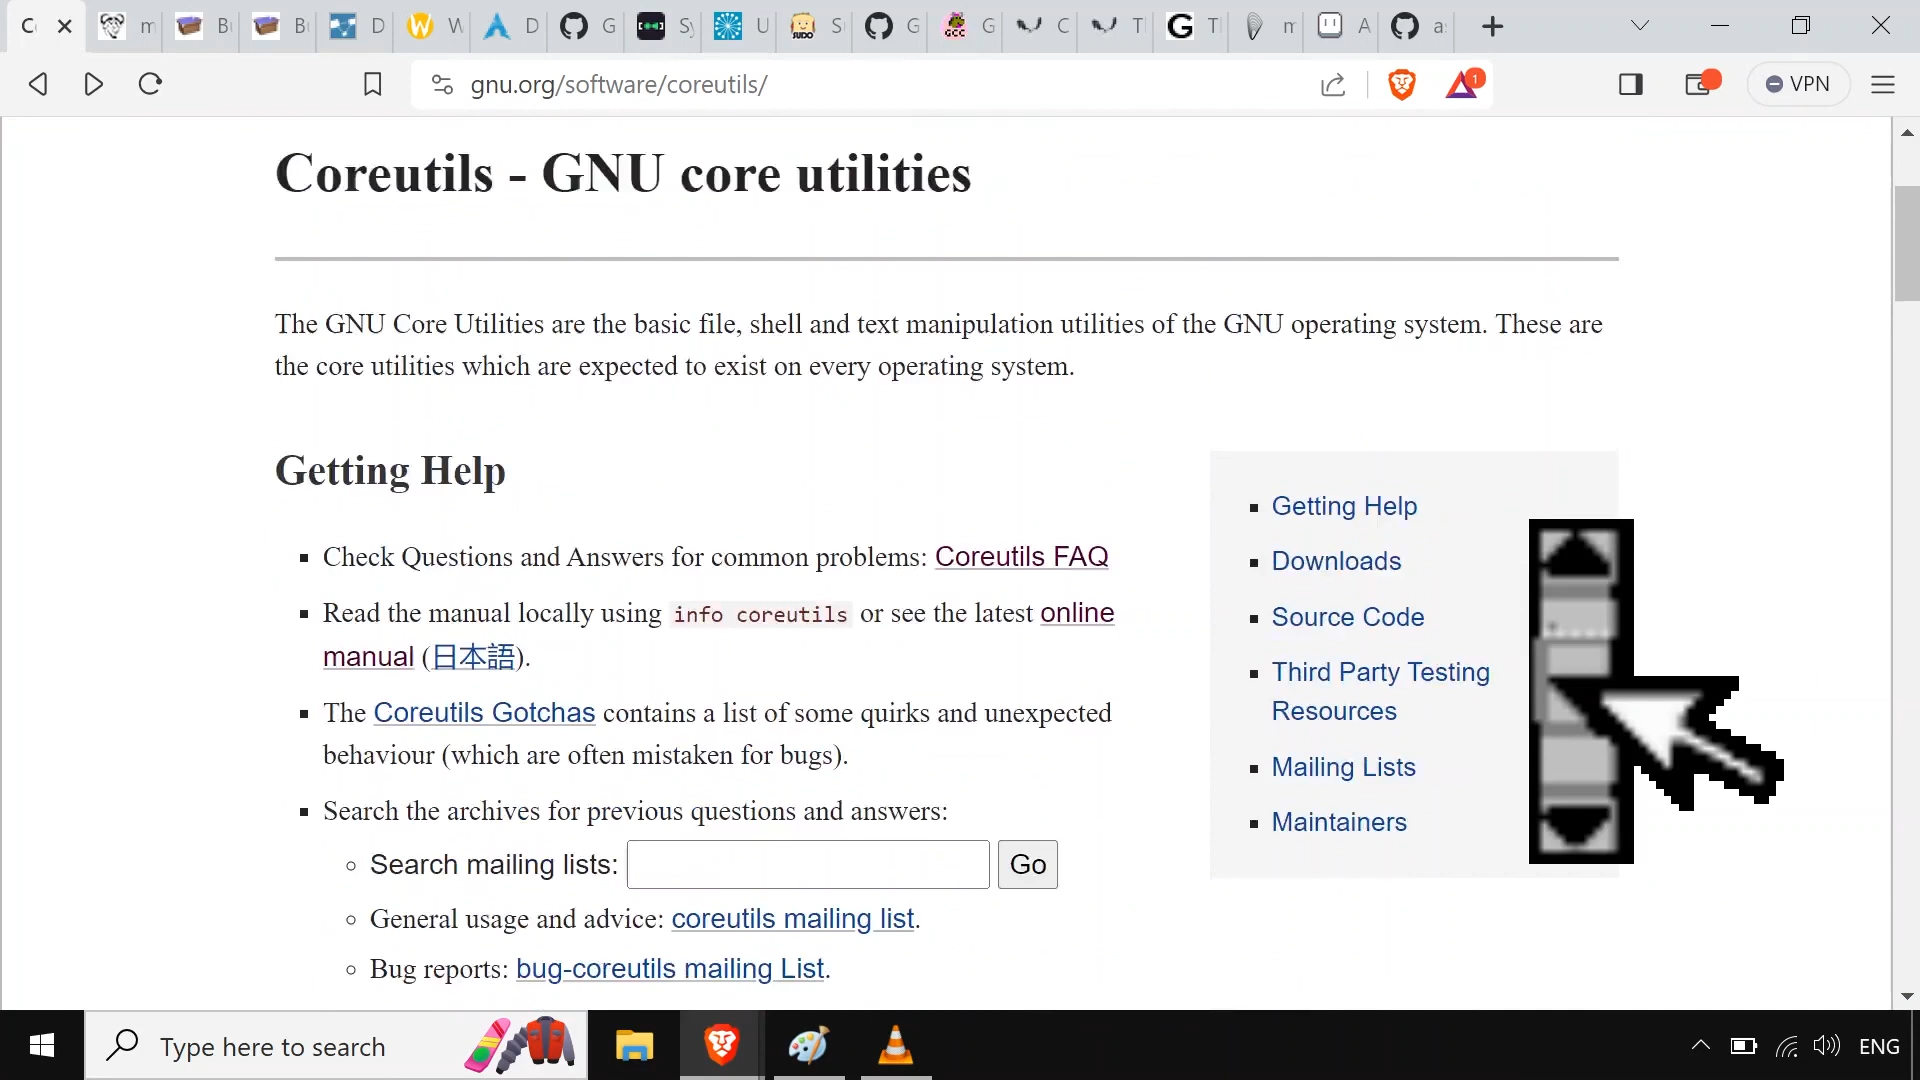 C
m
B
B
D
W
D
G
Sy
U
S
G
G
C
T
T
m
A
a
gnu.org/software/coreutils/
1
VPN
Coreutils - GNU core utilities
The GNU Core Utilities are the basic file, shell and text manipulation utilities of the GNU operating system. These are
the core utilities which are expected to exist on every operating system.
Getting Help
Check Questions and Answers for common problems: Coreutils FAQ
Read the manual locally using info coreutils or see the latest online
manual (日本語).
The Coreutils Gotchas contains a list of some quirks and unexpected
behaviour (which are often mistaken for bugs).
Search the archives for previous questions and answers:
Search mailing lists: Go
General usage and advice: coreutils mailing list.
Bug reports: bug-coreutils mailing List.
Getting Help
Downloads
Source Code
Third Party Testing
Resources
Mailing Lists
Maintainers
Type here to search
ENG